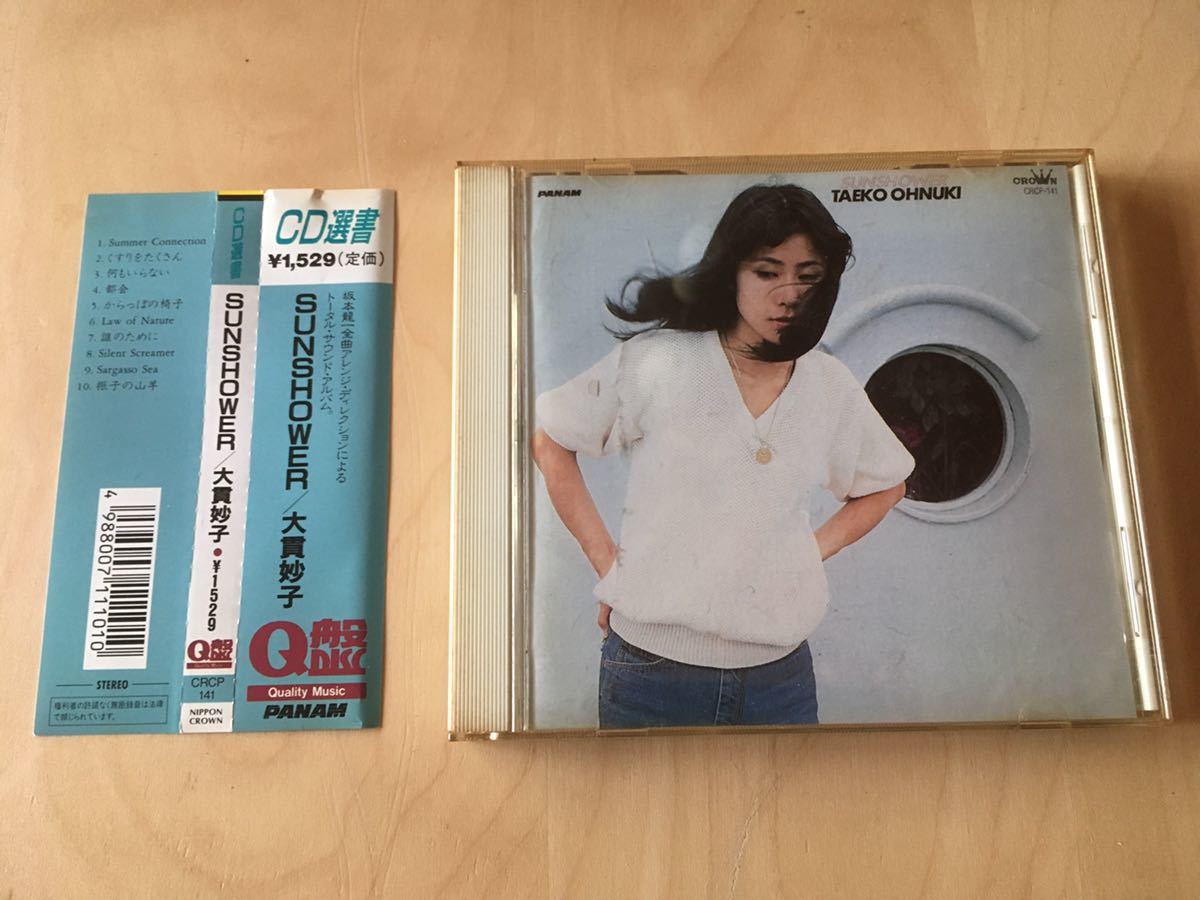 1. Summer Connection
2. くすりをたくさん
3. 何もいらない
4. 都会
5. からっぽの椅子
6. Law of Nature
7. 誰のために
8. Silent Screamer
9. Sargasso Sea
10. 振子の山羊
4 988007 111010
STEREO
権利者の許諾なく無断録音は法律
で禁じられています。
CD選書
SUNSHOWER/大貫妙子・¥1529
Q盤
Quality Music
CRCP
141
NIPPON
CROWN
CD選書
¥1,529(定価)
坂本龍一全曲アレンジ・ディレクションによる
トータル・サウンド・アルバム。
SUNSHOWER/大貫妙子
Q盤
DISC
Quality Music
PANAM
PANAM
SUNSHOWER
TAEKO OHNUKI
CROWN
CRCP-141